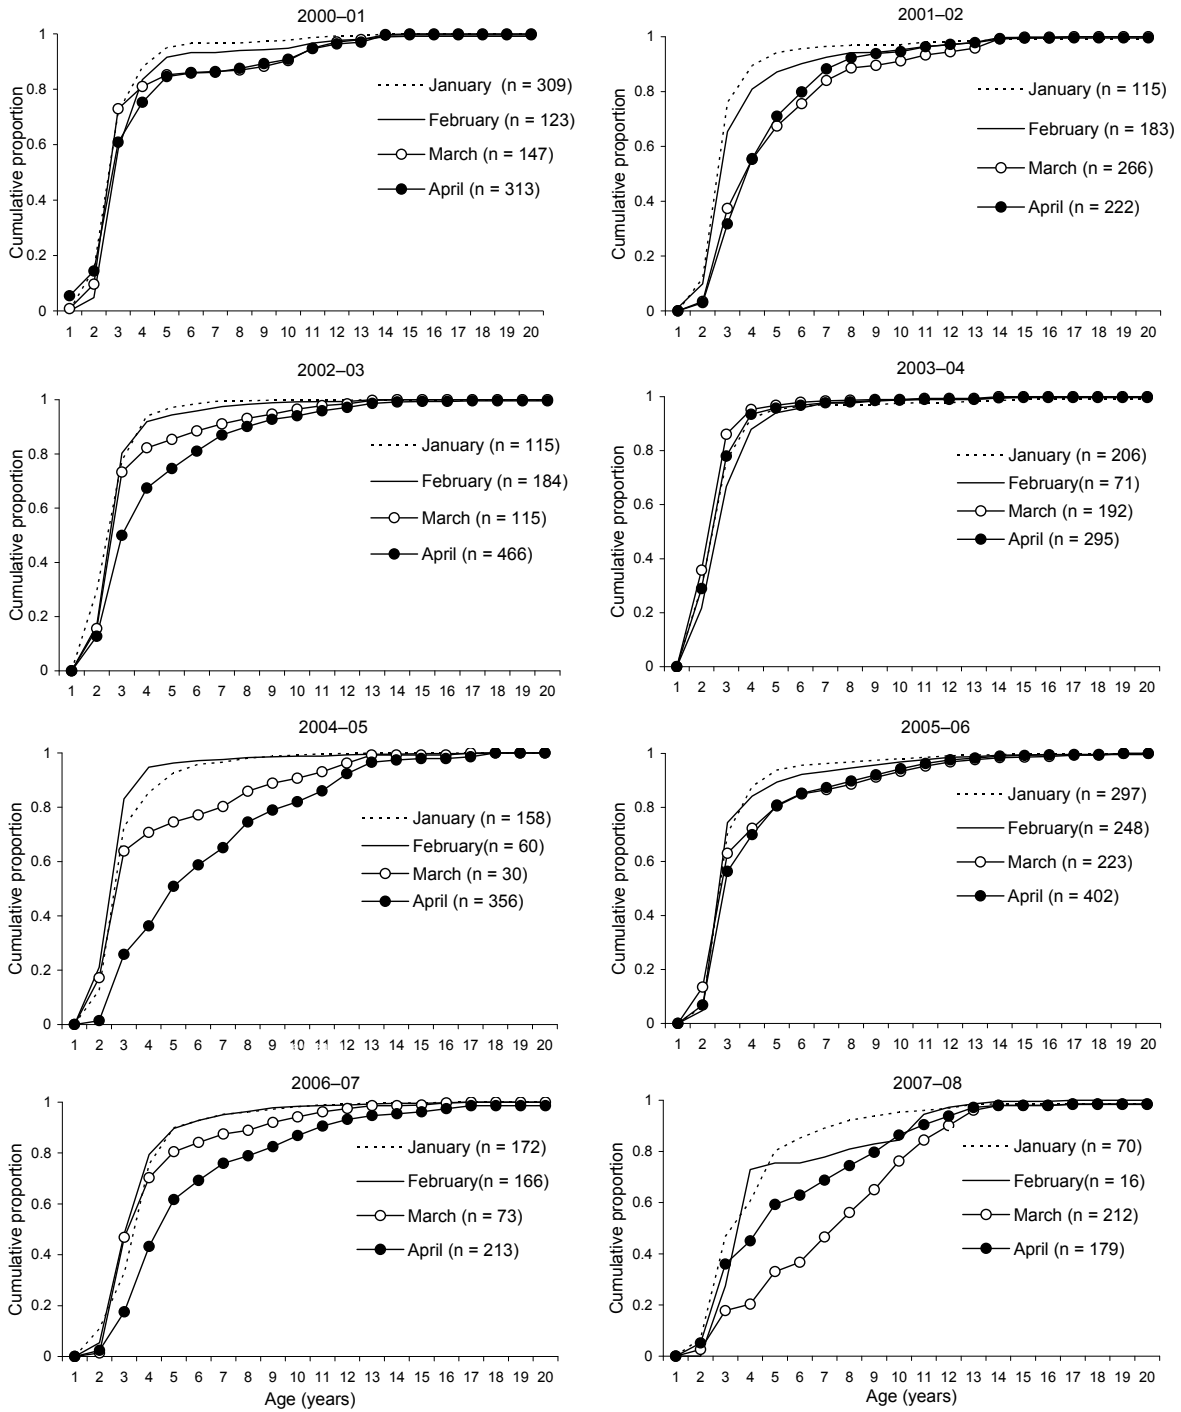 2000–01
Cumulative proportion
1
0.8
0.6
0.4
0.2
0
January (n = 309)
February (n = 123)
March (n = 147)
April (n = 313)
1 2 3 4 5 6 7 8 9 10 11 12 13 14 15 16 17 18 19 20
2001–02
Cumulative proportion
1
0.8
0.6
0.4
0.2
0
January (n = 115)
February (n = 183)
March (n = 266)
April (n = 222)
1 2 3 4 5 6 7 8 9 10 11 12 13 14 15 16 17 18 19 20
2002–03
Cumulative proportion
1
0.8
0.6
0.4
0.2
0
January (n = 115)
February (n = 184)
March (n = 115)
April (n = 466)
1 2 3 4 5 6 7 8 9 10 11 12 13 14 15 16 17 18 19 20
2003–04
Cumulative proportion
1
0.8
0.6
0.4
0.2
0
January (n = 206)
February(n = 71)
March (n = 192)
April (n = 295)
1 2 3 4 5 6 7 8 9 10 11 12 13 14 15 16 17 18 19 20
2004–05
Cumulative proportion
1
0.8
0.6
0.4
0.2
0
January (n = 158)
February(n = 60)
March (n = 30)
April (n = 356)
1 2 3 4 5 6 7 8 9 10 11 12 13 14 15 16 17 18 19 20
2005–06
Cumulative proportion
1
0.8
0.6
0.4
0.2
0
January (n = 297)
February(n = 248)
March (n = 223)
April (n = 402)
1 2 3 4 5 6 7 8 9 10 11 12 13 14 15 16 17 18 19 20
2006–07
Cumulative proportion
1
0.8
0.6
0.4
0.2
0
January (n = 172)
February(n = 166)
March (n = 73)
April (n = 213)
1 2 3 4 5 6 7 8 9 10 11 12 13 14 15 16 17 18 19 20
Age (years)
2007–08
Cumulative proportion
1
0.8
0.6
0.4
0.2
0
January (n = 70)
February(n = 16)
March (n = 212)
April (n = 179)
1 2 3 4 5 6 7 8 9 10 11 12 13 14 15 16 17 18 19 20
Age (years)